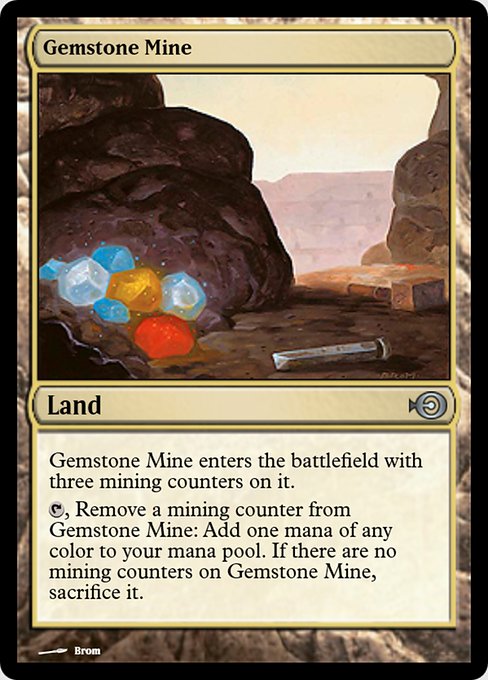 Gemstone Mine
BROM
Land
Gemstone Mine enters the battlefield with
three mining counters on it.
, Remove a mining counter from
Gemstone Mine: Add one mana of any
color to your mana pool. If there are no
mining counters on Gemstone Mine,
sacrifice it.
Brom